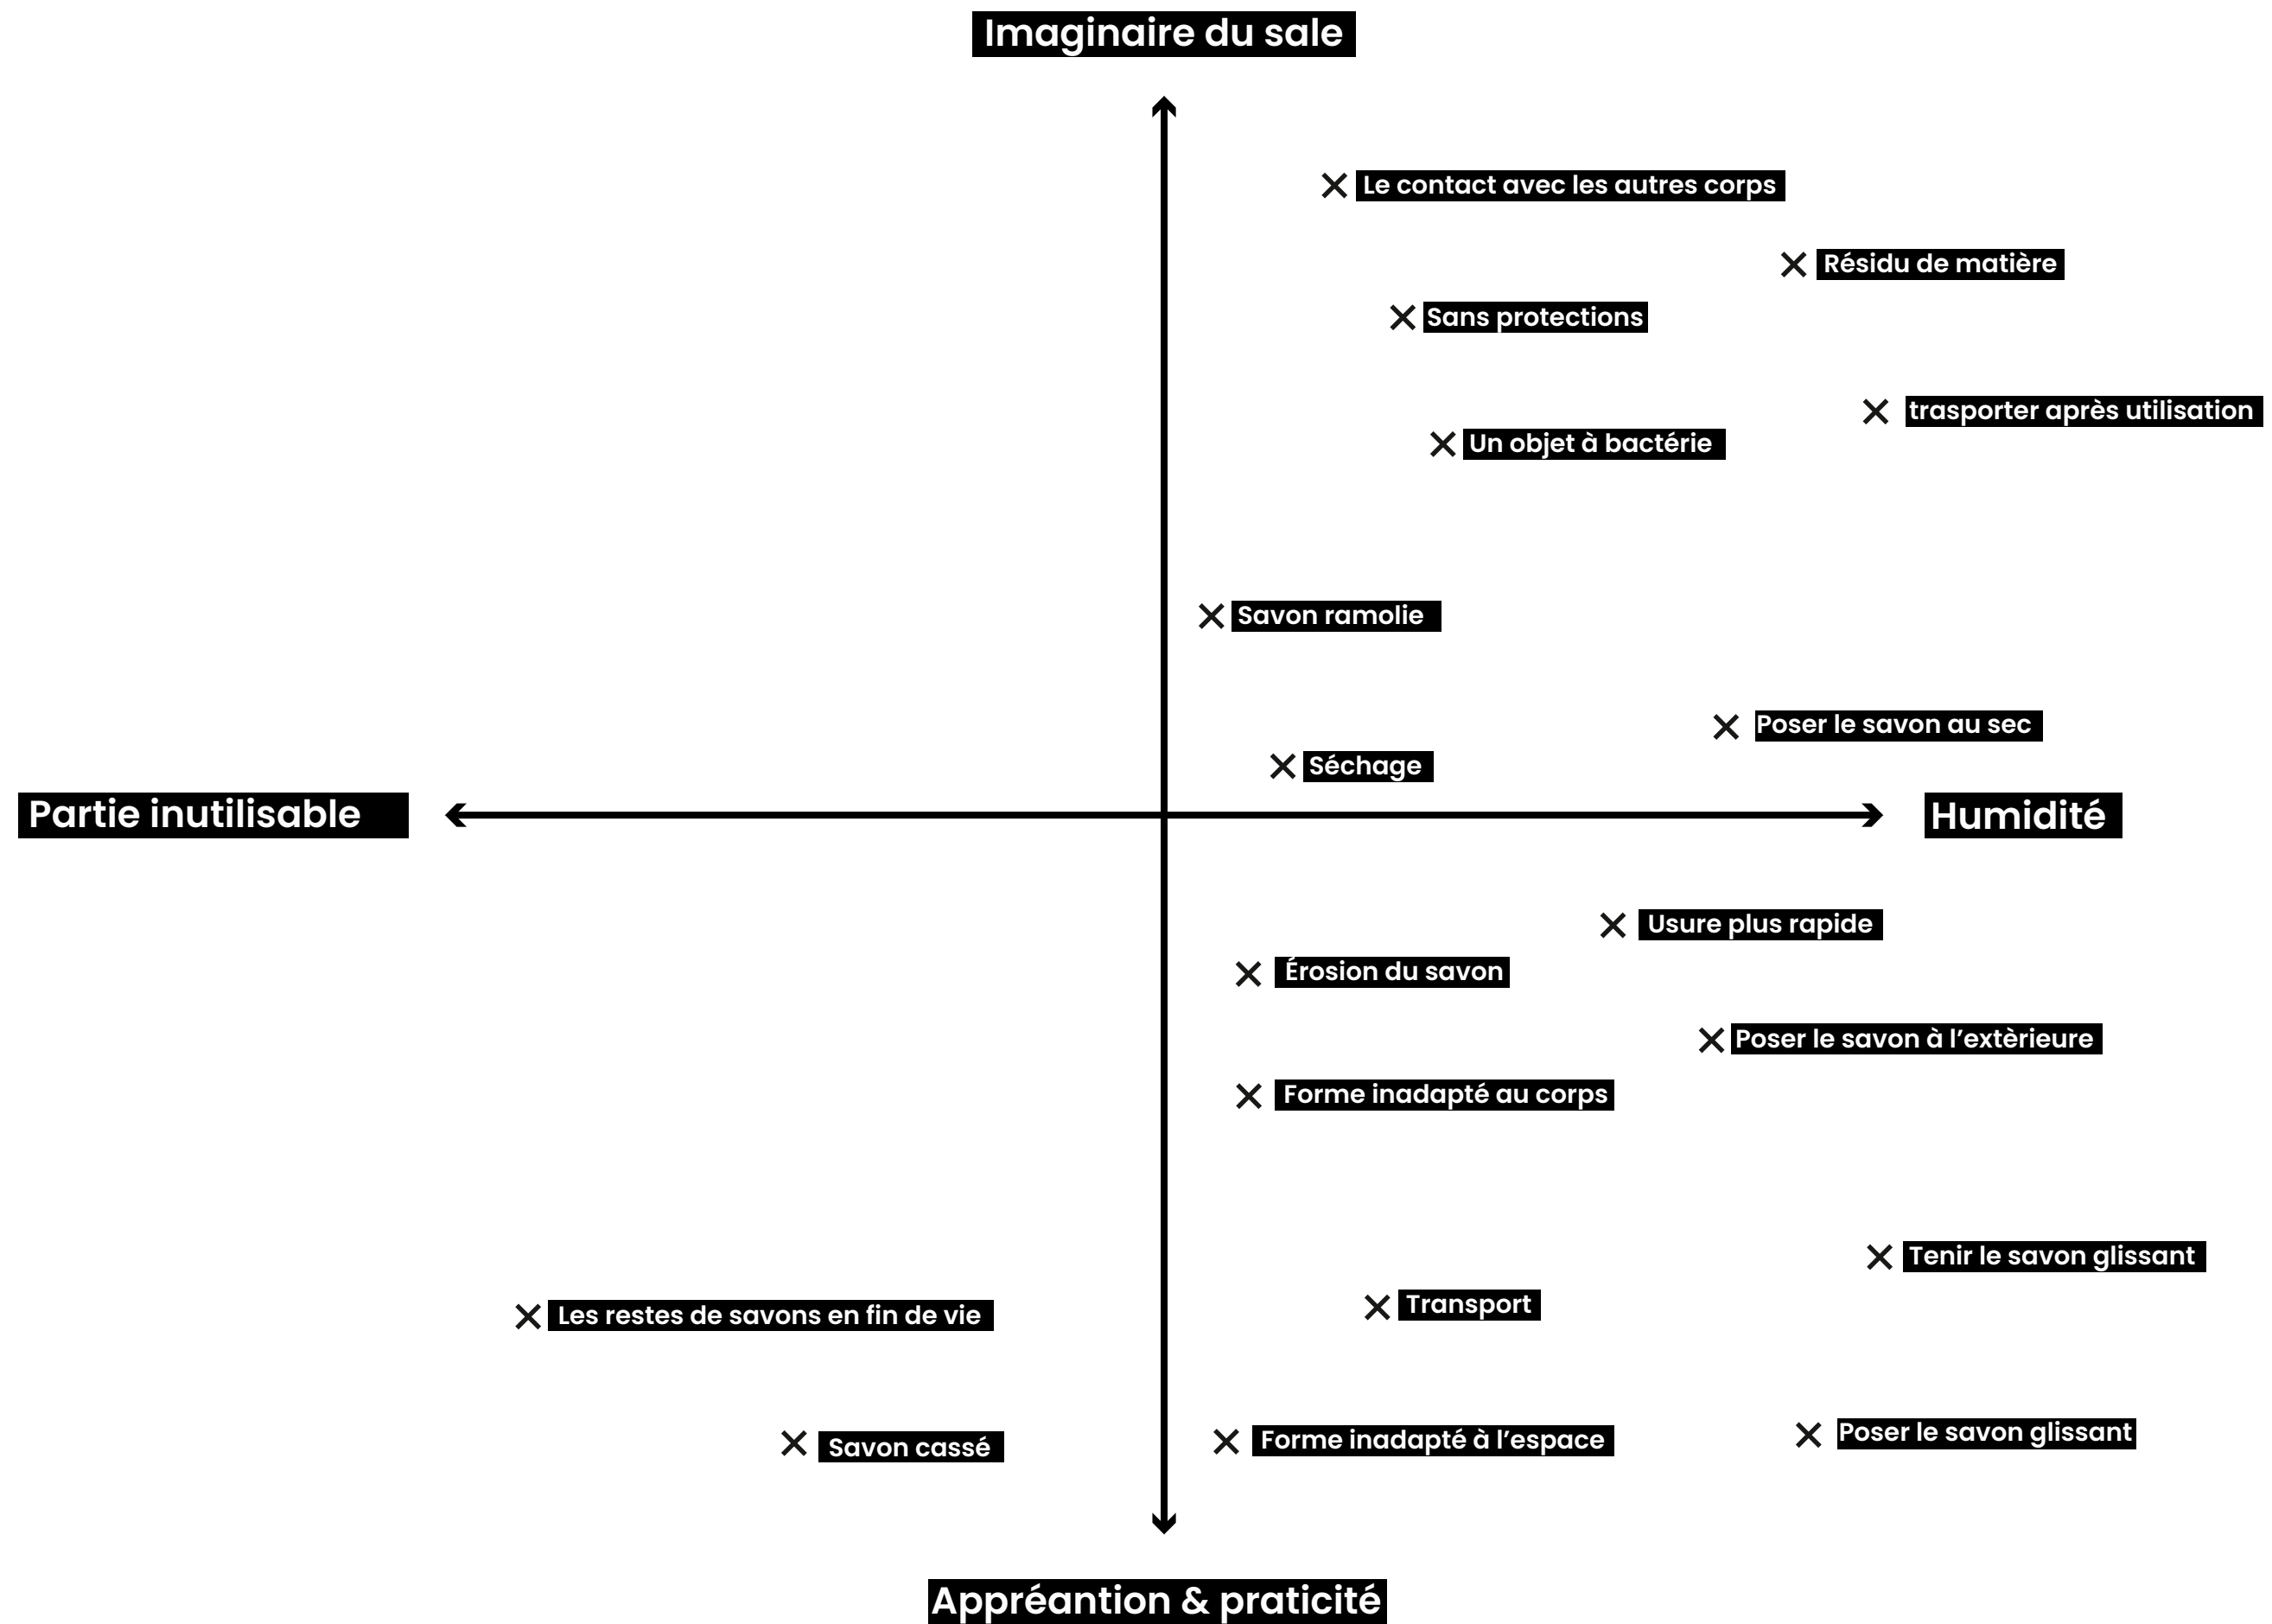 Imaginaire du sale
Le contact avec les autres corps
Résidu de matière
Sans protections
trasporter après utilisation
Un objet à bactérie
Savon ramolie
Poser le savon au sec
Séchage
Partie inutilisable
Humidité
Usure plus rapide
Érosion du savon
Poser le savon à l’extèrieure
Forme inadapté au corps
Tenir le savon glissant
Transport
Les restes de savons en fin de vie
Poser le savon glissant
Forme inadapté à l’espace
Savon cassé
Appréantion & praticité